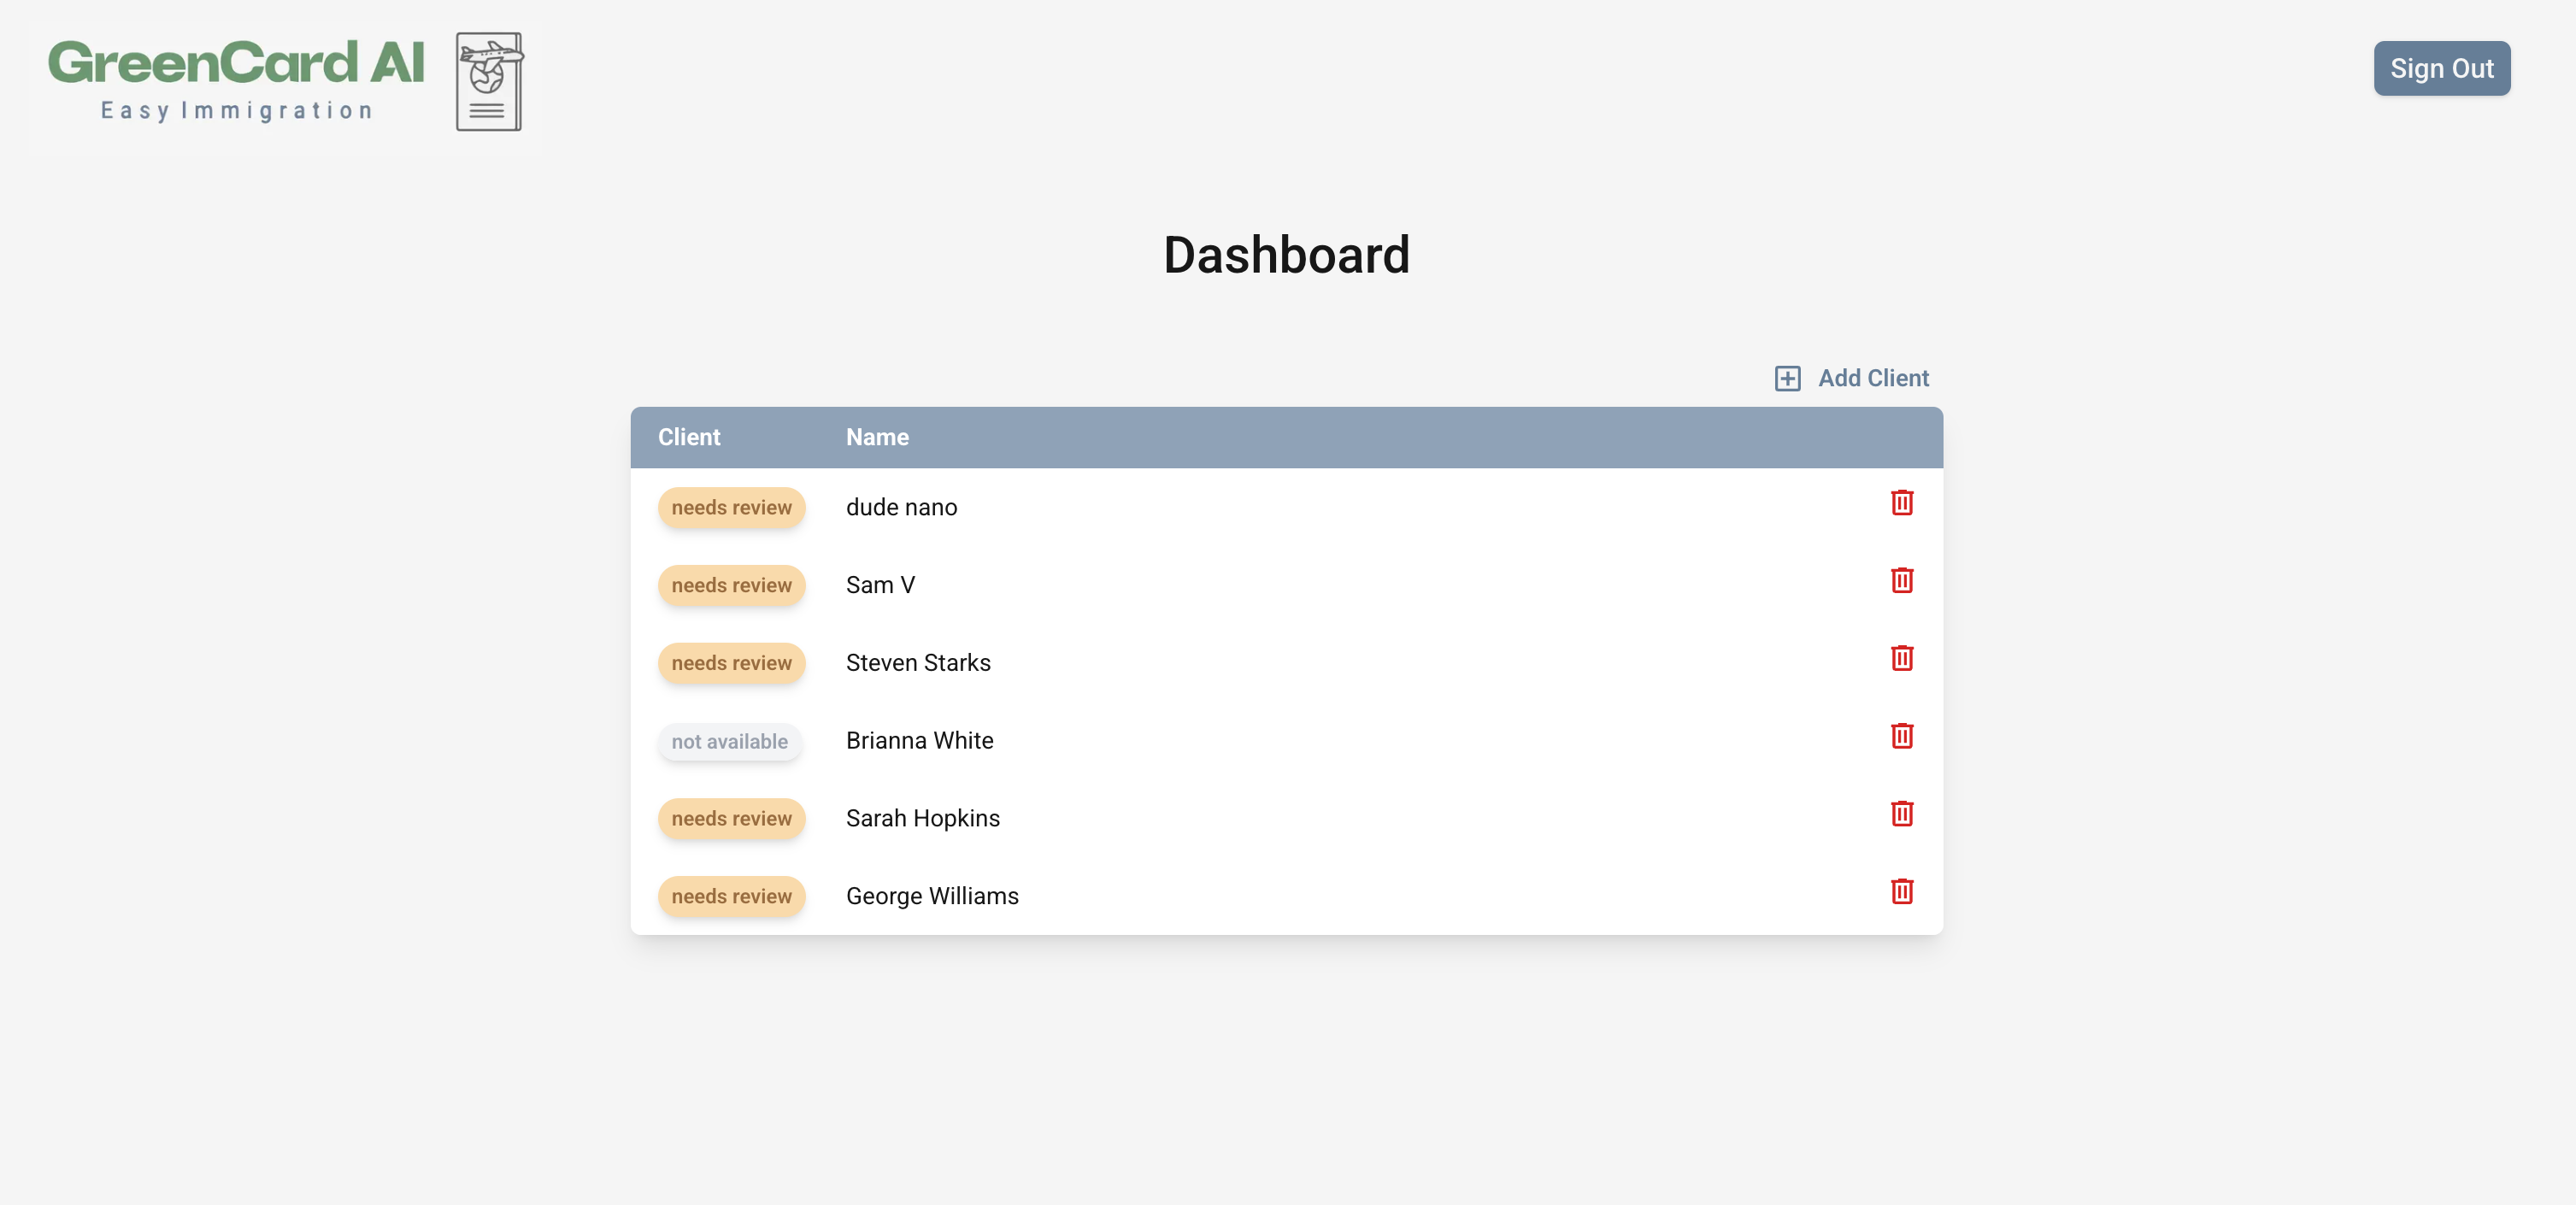 GreenCard AI
Easy Immigration
Sign Out
Dashboard
Add Client
Client Name
needs review dude nano
needs review Sam V
needs review Steven Starks
not available Brianna White
needs review Sarah Hopkins
needs review George Williams